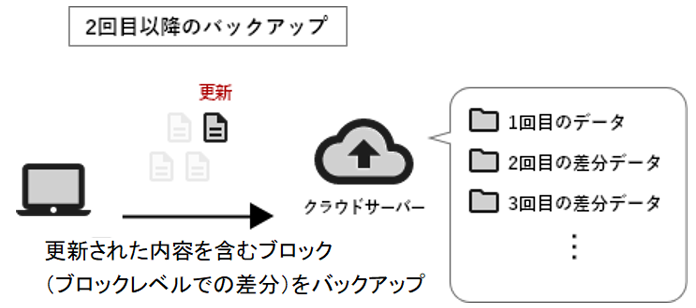 2回目以降のバックアップ
更新
クラウドサーバー
1回目のデータ
2回目の差分データ
3回目の差分データ
⋮
更新された内容を含むブロック
（ブロックレベルでの差分）をバックアップ